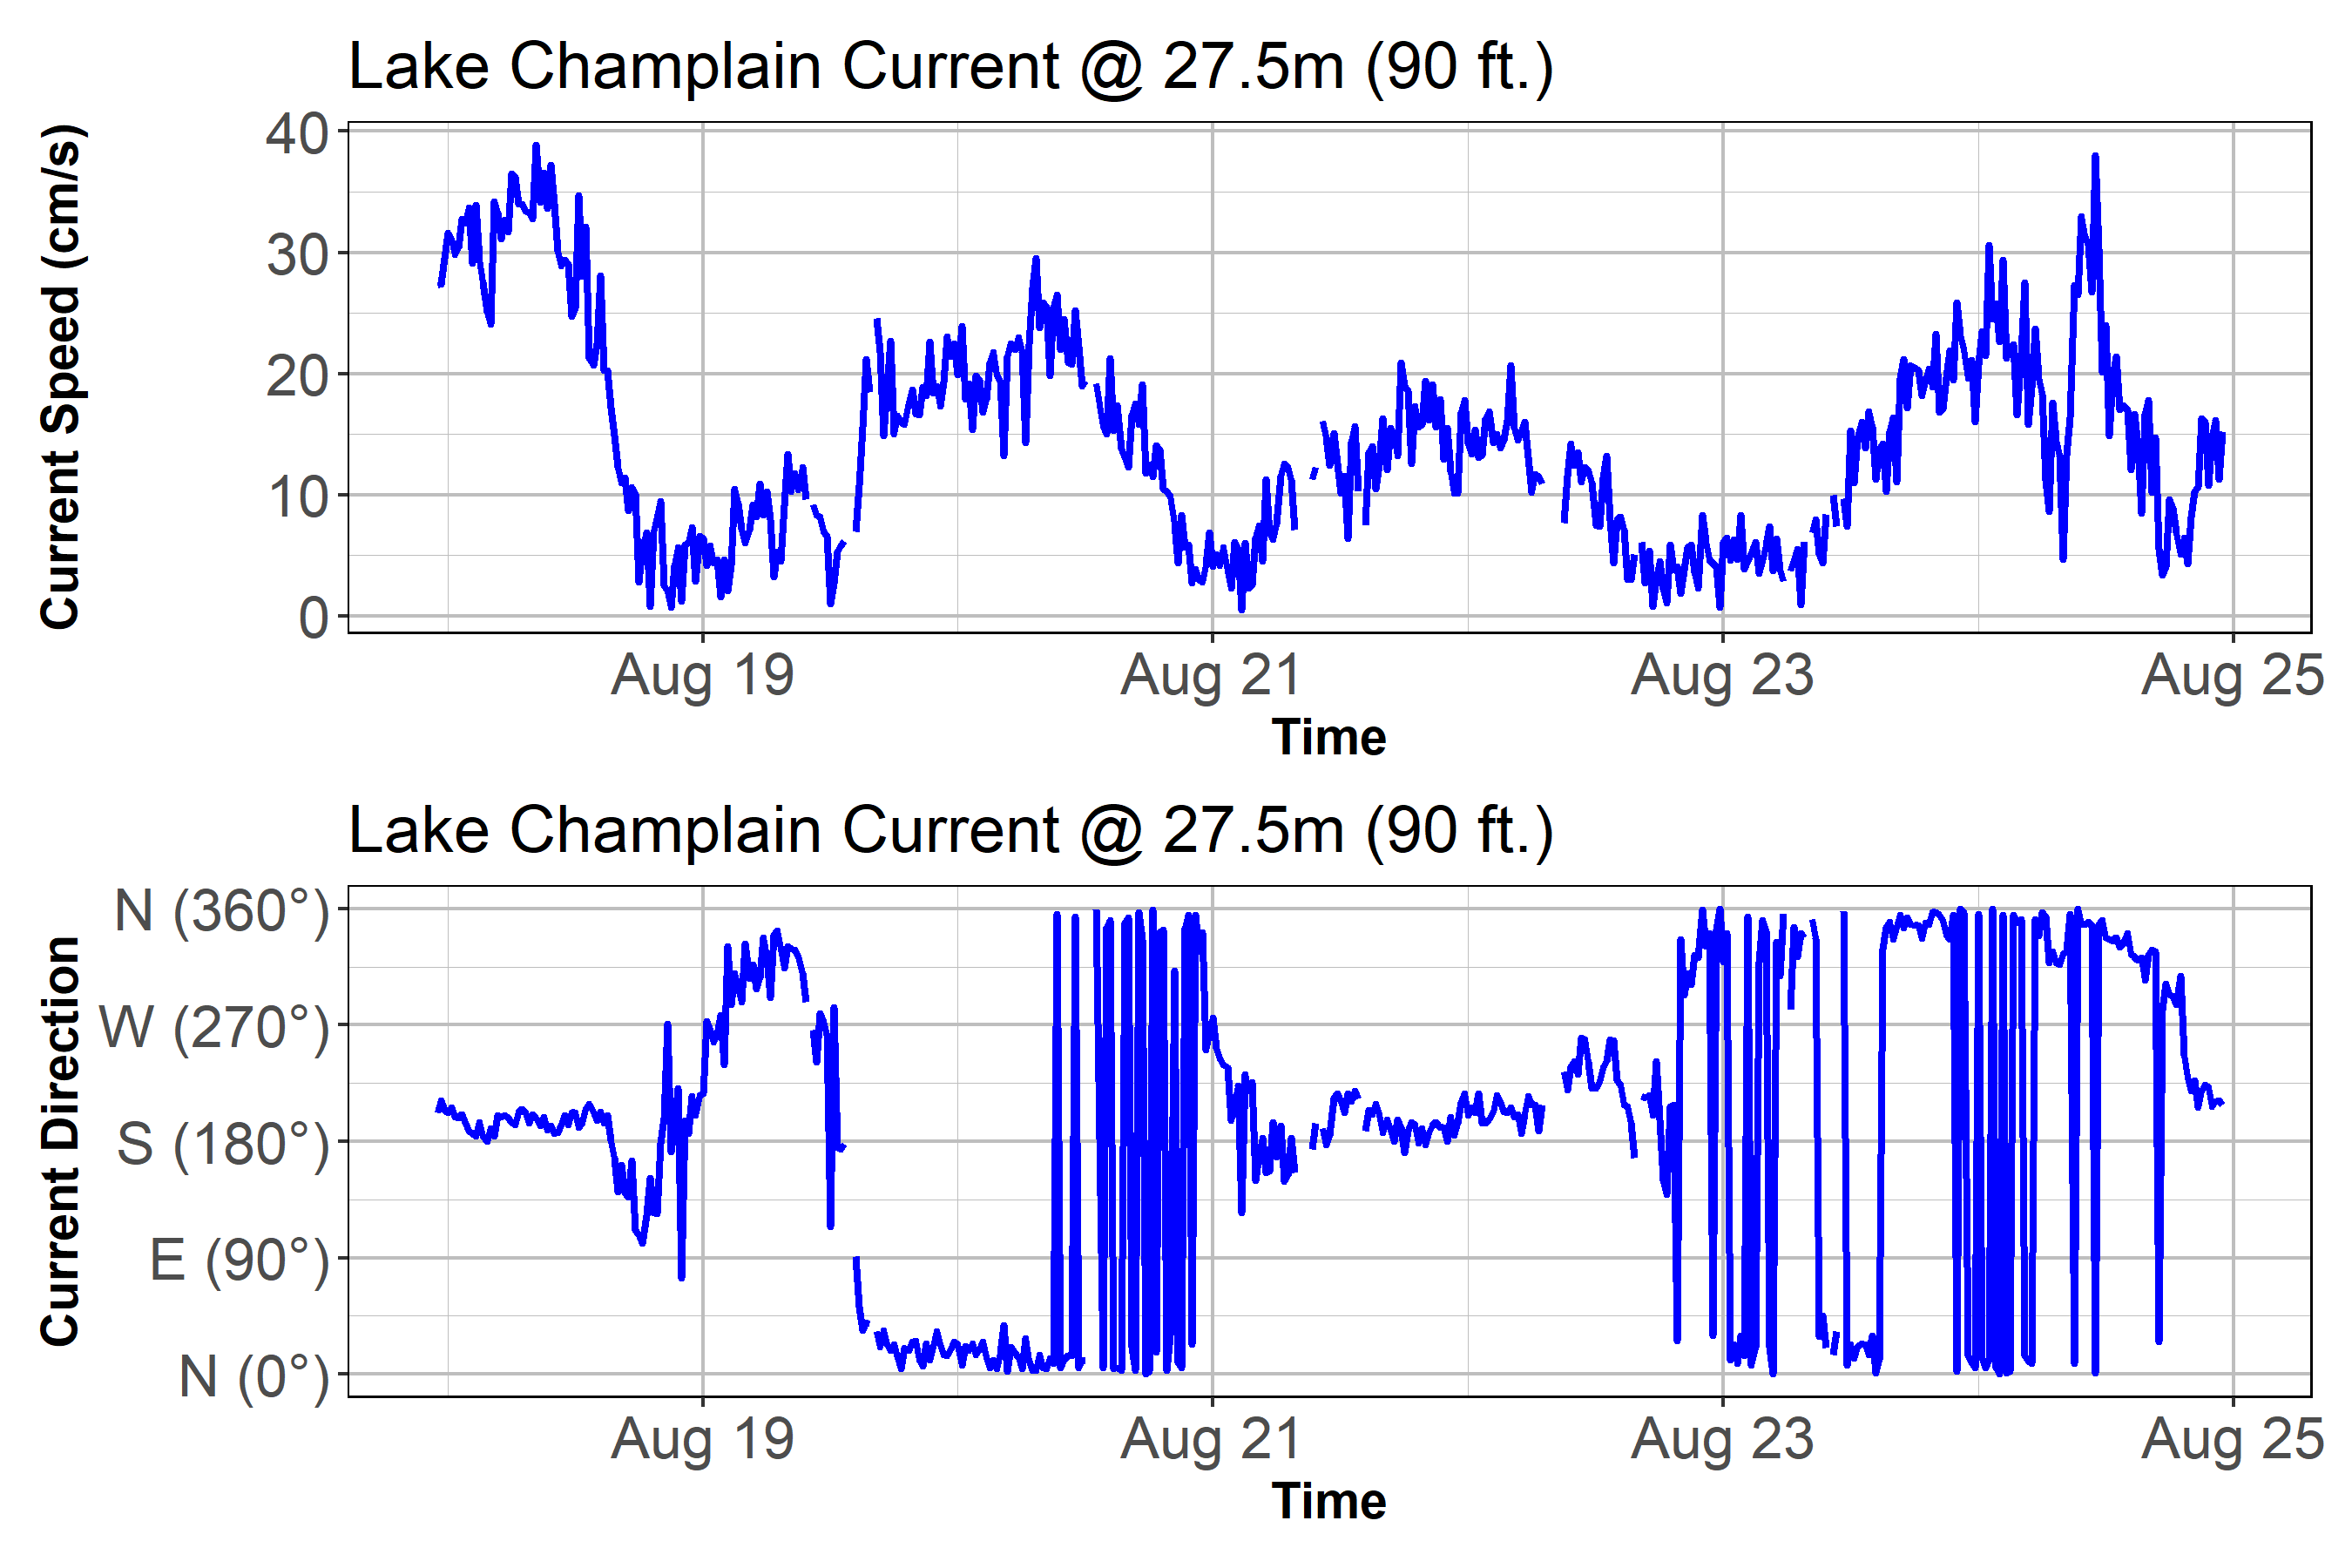 Lake Champlain Current @ 27.5m (90 ft.)
Current Speed (cm/s)
40
30
20
10
0
Aug 19 Aug 21 Aug 23 Aug 25
Time
Lake Champlain Current @ 27.5m (90 ft.)
Current Direction
N (360°)
W (270°)
S (180°)
E (90°)
N (0°)
Aug 19 Aug 21 Aug 23 Aug 25
Time